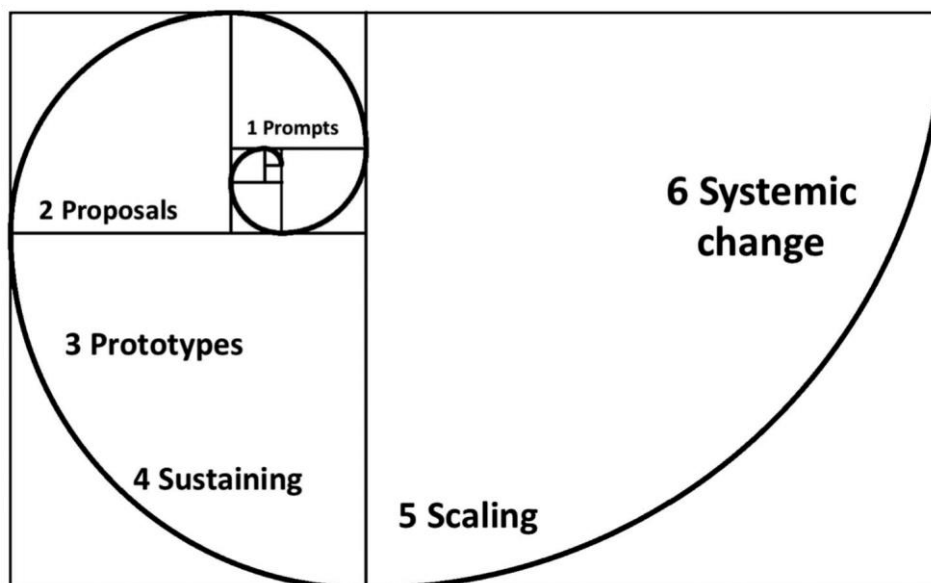 1 Prompts
2 Proposals
3 Prototypes
4 Sustaining
5 Scaling
6 Systemic
change